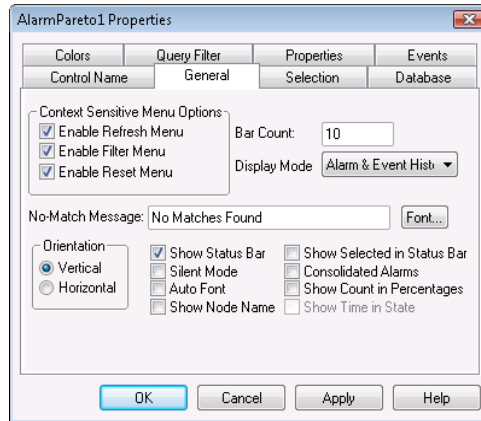 AlarmPareto1 Properties
Colors Query Filter Properties Events
Control Name General Selection Database
Context Sensitive Menu Options
Enable Refresh Menu
Enable Filter Menu
Enable Reset Menu
Bar Count: 10
Display Mode Alarm & Event Hist
No-Match Message: No Matches Found Font...
Orientation
Vertical
Horizontal
Show Status Bar
Silent Mode
Auto Font
Show Node Name
Show Selected in Status Bar
Consolidated Alarms
Show Count in Percentages
Show Time in State
OK Cancel Apply Help